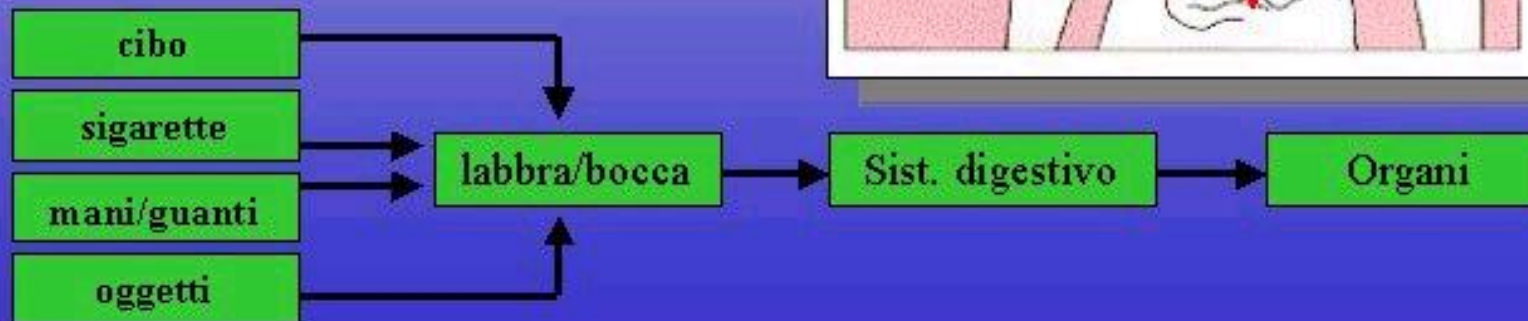 cibo
sigarette
mani/guanti
oggetti
labbra/bocca
Sist. digestivo
Organi